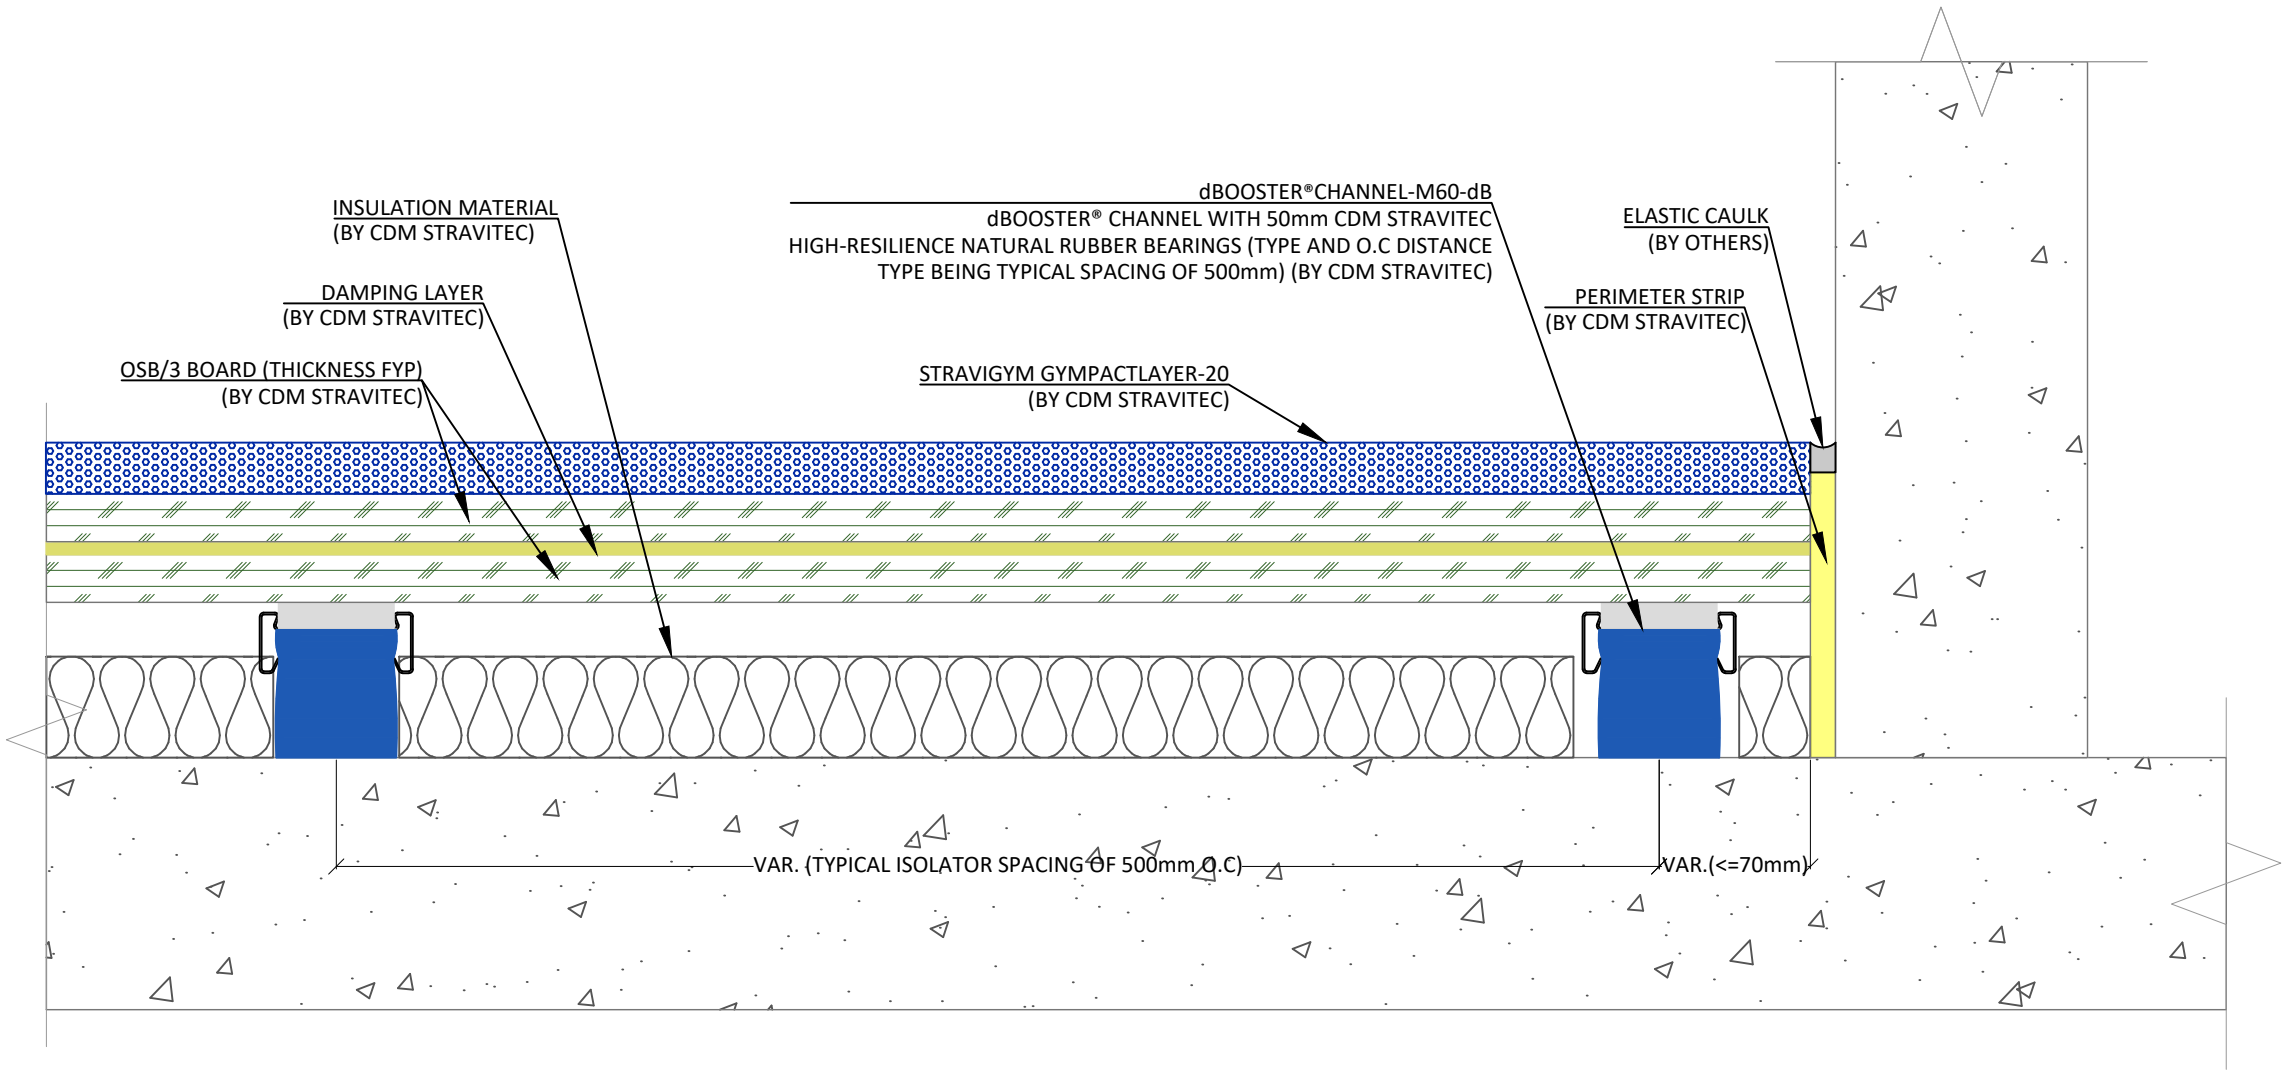 INSULATION MATERIAL
(BY CDM STRAVITEC)
DAMPING LAYER
(BY CDM STRAVITEC)
OSB/3 BOARD (THICKNESS FYP)
(BY CDM STRAVITEC)
dBOOSTER®CHANNEL-M60-dB
dBOOSTER® CHANNEL WITH 50mm CDM STRAVITEC
HIGH-RESILIENCE NATURAL RUBBER BEARINGS (TYPE AND O.C DISTANCE
TYPE BEING TYPICAL SPACING OF 500mm) (BY CDM STRAVITEC)
STRAVIGYM GYMPACTLAYER-20
(BY CDM STRAVITEC)
ELASTIC CAULK
(BY OTHERS)
PERIMETER STRIP
(BY CDM STRAVITEC)
VAR. (TYPICAL ISOLATOR SPACING OF 500mm O.C)
VAR.(<=70mm)